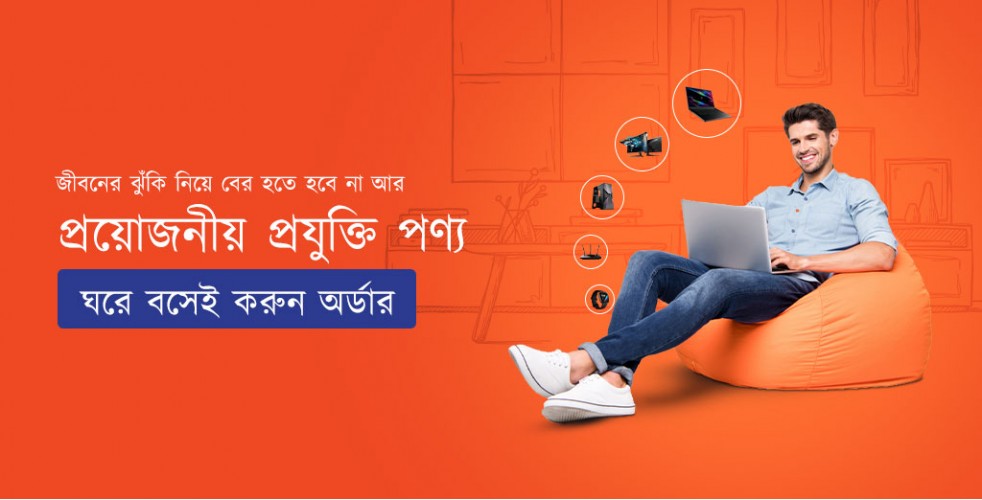 জীবনের ঝুঁকি নিয়ে বের হতে হবে না আর
প্রয়োজনীয় প্রযুক্তি পণ্য
ঘরে বসেই করুন অর্ডার